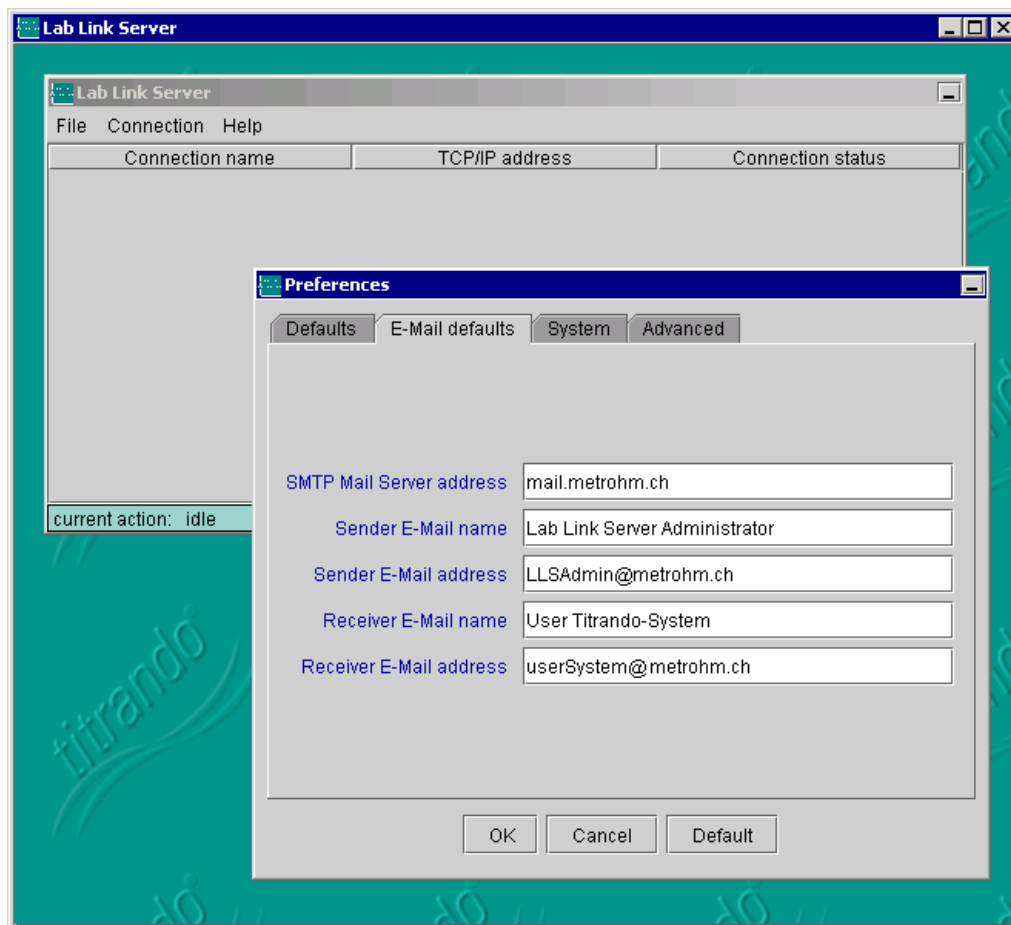 Lab Link Server
Lab Link Server
File Connection Help
Connection name TCP/IP address Connection status
Preferences
Defaults E-Mail defaults System Advanced
SMTP Mail Server address mail.metrohm.ch
Sender E-Mail name Lab Link Server Administrator
Sender E-Mail address LLSAdmin@metrohm.ch
Receiver E-Mail name User Titrando-System
Receiver E-Mail address userSystem@metrohm.ch
current action: idle
OK Cancel Default
titrando